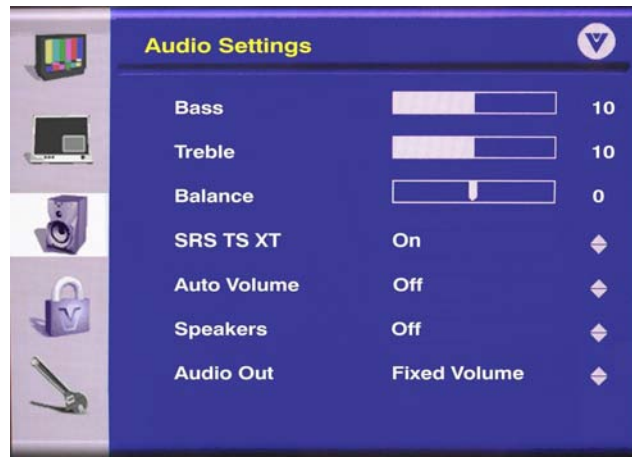 Audio Settings V
Bass 10
Treble 10
Balance 0
SRS TS XT On
Auto Volume Off
Speakers Off
Audio Out Fixed Volume
V